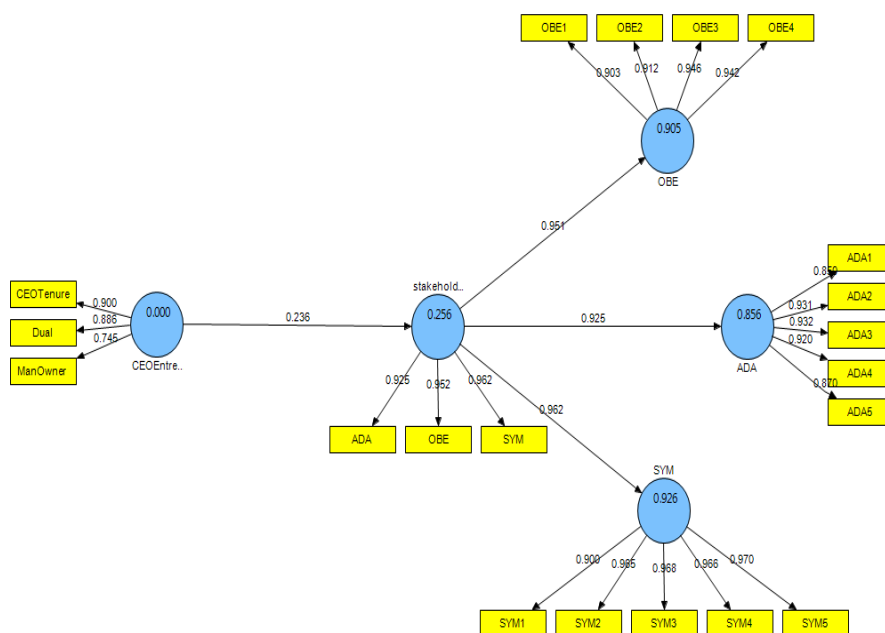 OBE1
OBE2
OBE3
OBE4
0.903
0.912
0.946
0.942
0.905
OBE
0.951
CEOTenure
Dual
ManOwner
0.900
0.886
0.745
0.000
CEOEntre..
0.236
stakehold..
0.256
0.925
0.952
0.962
ADA
OBE
SYM
0.925
0.856
ADA
0.931
0.932
0.920
0.870
ADA1
ADA2
ADA3
ADA4
ADA5
0.962
SYM
0.926
0.900
0.968
0.966
0.970
SYM1
SYM2
SYM3
SYM4
SYM5